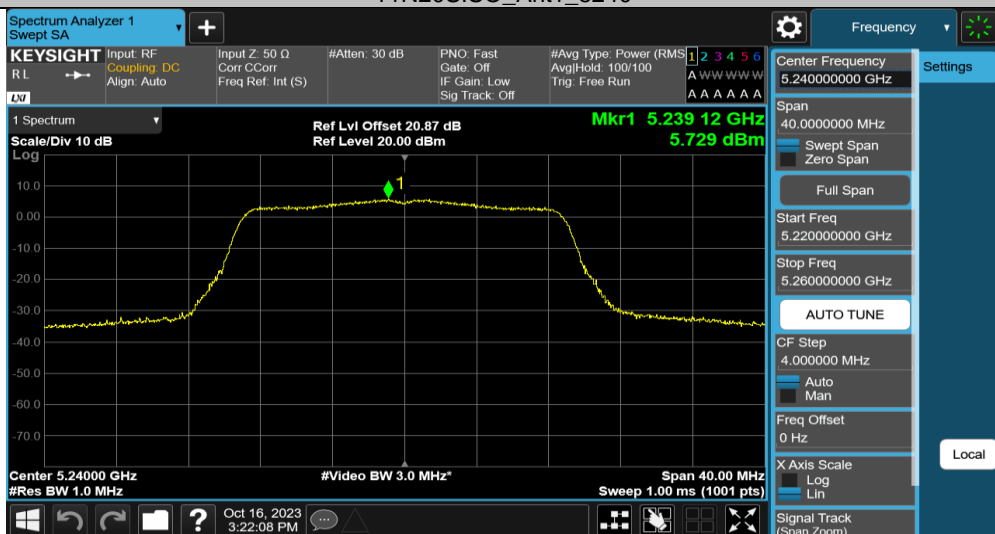 Spectrum Analyzer 1
Swept SA
Frequency
KEYSIGHT
RL
LXI
Input: RF
Coupling: DC
Align: Auto
Input Z: 50 Ω
Corr CCorr
Freq Ref: Int (S)
#Atten: 30 dB
PNO: Fast
Gate: Off
IF Gain: Low
Sig Track: Off
#Avg Type: Power (RMS
Avg|Hold: 100/100
Trig: Free Run
1 2 3 4 5 6
A W W W W W
A A A A A A
Center Frequency
5.240000000 GHz
Settings
1 Spectrum
Scale/Div 10 dB
Log
Ref Lvl Offset 20.87 dB
Ref Level 20.00 dBm
Mkr1 5.239 12 GHz
5.729 dBm
1
10.0
0.00
-10.0
-20.0
-30.0
-40.0
-50.0
-60.0
-70.0
Center 5.24000 GHz
#Res BW 1.0 MHz
#Video BW 3.0 MHz*
Span 40.00 MHz
Sweep 1.00 ms (1001 pts)
Span
40.0000000 MHz
Swept Span
Zero Span
Full Span
Start Freq
5.220000000 GHz
Stop Freq
5.260000000 GHz
AUTO TUNE
CF Step
4.000000 MHz
Auto
Man
Freq Offset
0 Hz
X Axis Scale
Log
Lin
Signal Track
(Span Zoom)
Local
?
Oct 16, 2023
3:22:08 PM